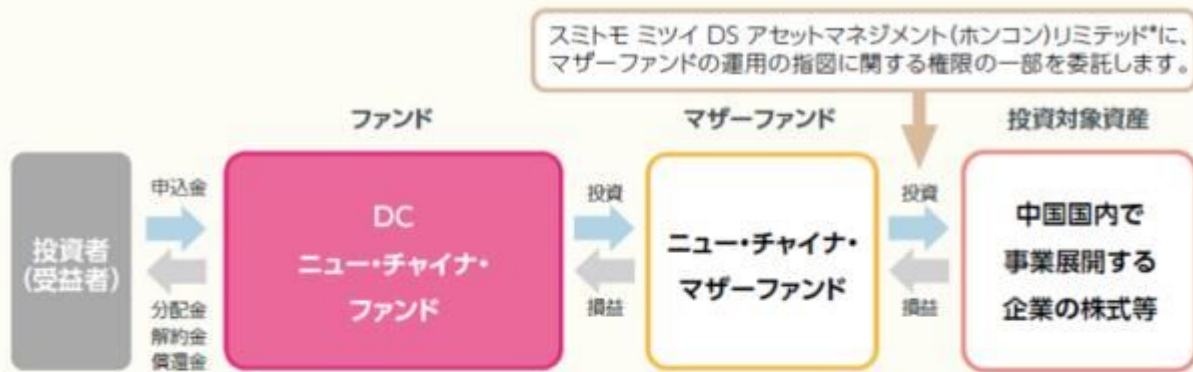 スミトモ ミツイ DS アセットマネジメント(ホンコン)リミテッド*に、
マザーファンドの運用の指図に関する権限の一部を委託します。
ファンド
マザーファンド
投資対象資産
投資者
(受益者)
申込金
分配金
解約金
償還金
DC
ニュー・チャイナ・
ファンド
投資
損益
ニュー・チャイナ・
マザーファンド
投資
損益
中国国内で
事業展開する
企業の株式等